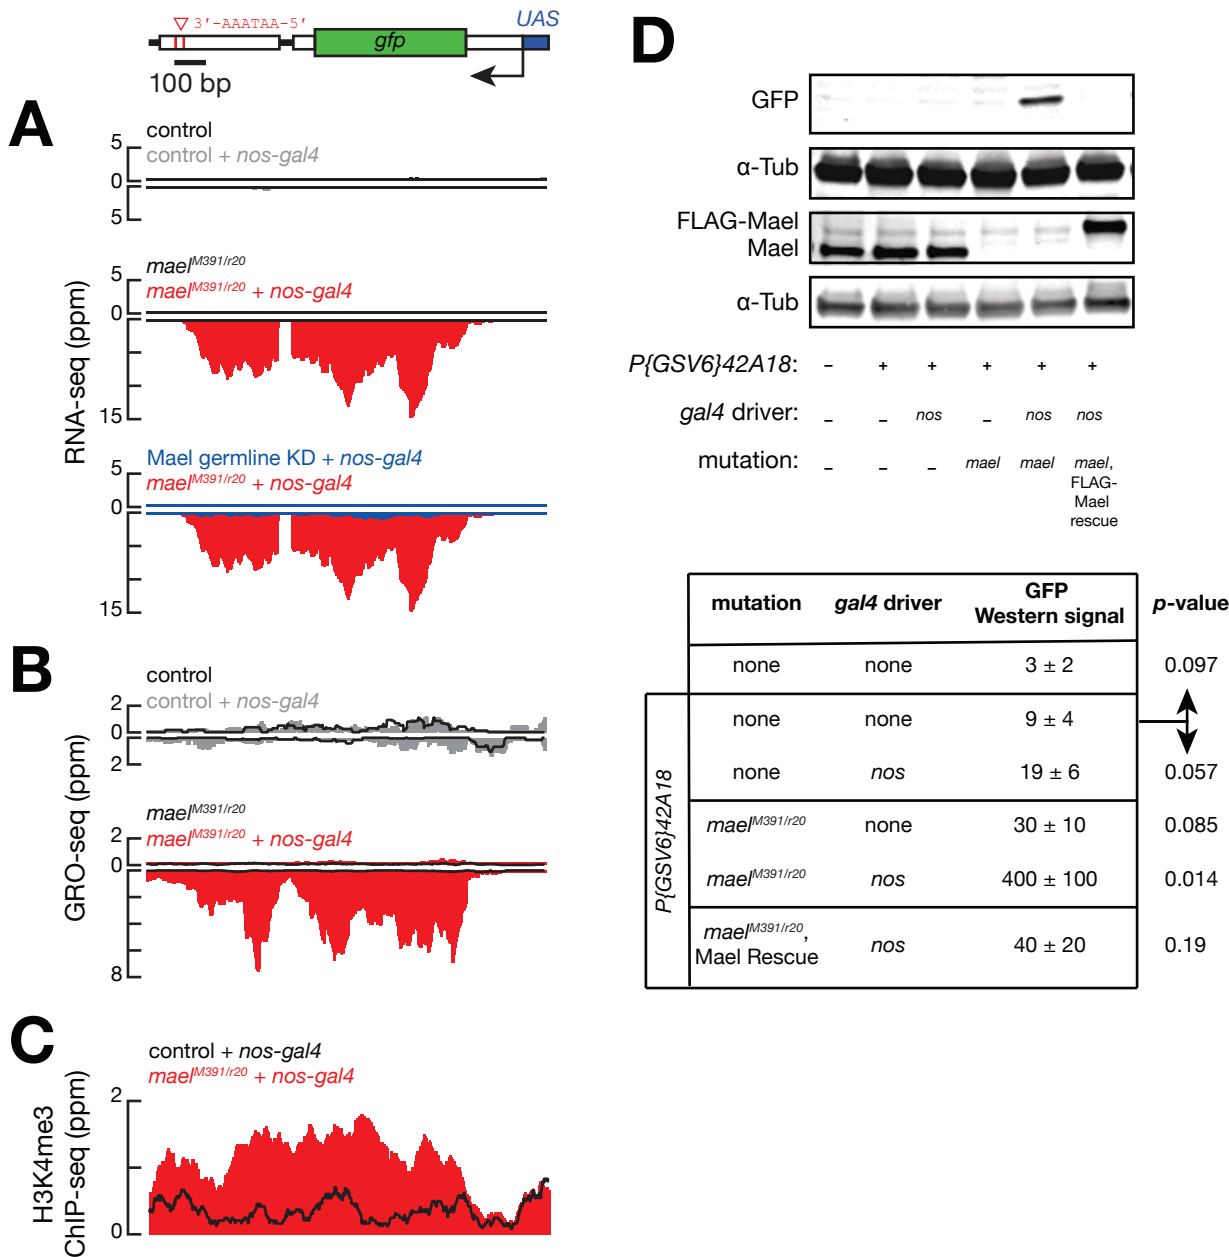 UAS
3′-AAATAA-5′
gfp
100 bp
A
RNA-seq (ppm)
control
control + nos-gal4
5
0
5
maelM391/r20
maelM391/r20 + nos-gal4
5
0
15
Mael germline KD + nos-gal4
maelM391/r20 + nos-gal4
5
0
15
B
GRO-seq (ppm)
control
control + nos-gal4
2
0
2
maelM391/r20
maelM391/r20 + nos-gal4
2
0
8
C
H3K4me3
ChIP-seq (ppm)
control + nos-gal4
maelM391/r20 + nos-gal4
2
0
D
GFP
α-Tub
FLAG-Mael
Mael
α-Tub
P{GSV6}42A18: – + + + + +
gal4 driver: – – nos – nos nos
mutation: – – – mael mael mael,
FLAG-
Mael
rescue
mutation gal4 driver GFP
Western signal p-value
none none 3 ± 2 0.097
P{GSV6}42A18
none none 9 ± 4
none nos 19 ± 6 0.057
maelM391/r20 none 30 ± 10 0.085
maelM391/r20 nos 400 ± 100 0.014
maelM391/r20,
Mael Rescue nos 40 ± 20 0.19